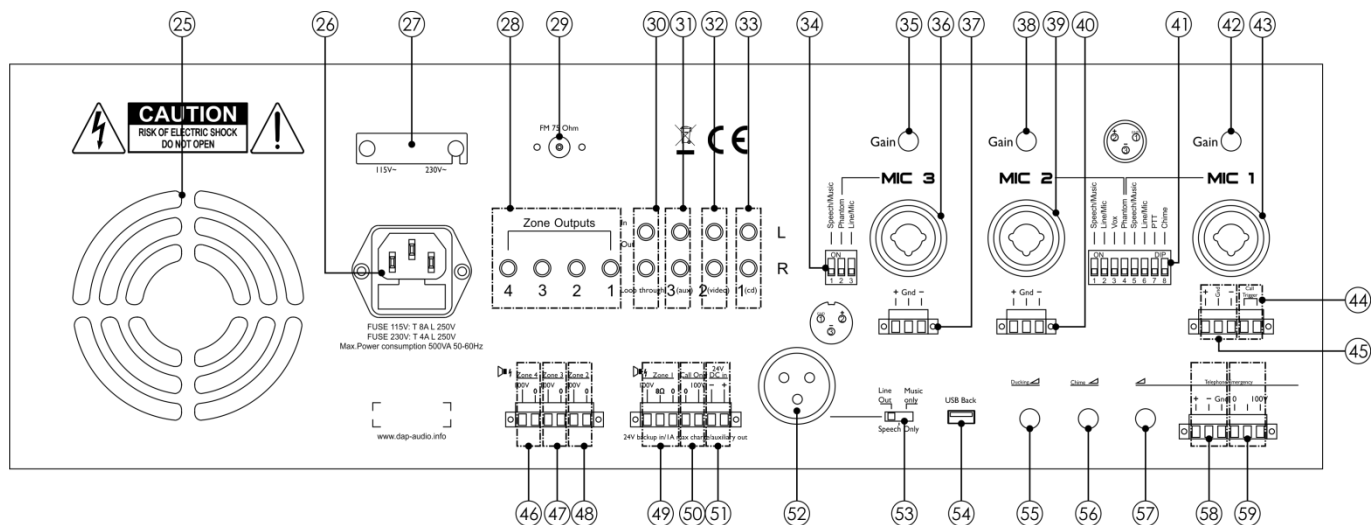 25 26 27 28 29 30 31 32 33 34 35 36 37 38 39 40 41 42 43
CAUTION
RISK OF ELECTRIC SHOCK
DO NOT OPEN
115V~ 230V~
FM 75 Ohm
Gain
Gain
Gain
MIC 3
MIC 2
MIC 1
Speech/Music
Phantom
Line/Mic
ON
1 2 3
Speech/Music
Line/Mic
Vox
Phantom
Speech/Music
Line/Mic
PTT
Chime
ON DIP
1 2 3 4 5 6 7 8
Zone Outputs
4 3 2 1
In
Out
Loop through
3 (aux)
2 (video)
1 (cd)
L
R
FUSE 115V: T 8A L 250V
FUSE 230V: T 4A L 250V
Max.Power consumption 500VA 50-60Hz
+ Gnd −
+ Gnd −
+ Gnd −
Call
Trigger
44
45
www.dap-audio.info
Zone 4 Zone 3 Zone 2
100V 0 100V 0 100V 0
Zone 1 Call Only 24V
DC in
100V 8Ω 0 0 100V − +
24V backup in/1A max charge/auxiliary out
Line
Out
Music
only
Speech Only
USB Back
Ducking
Chime
Telephone
emergency
+ − Gnd 0 100V
46 47 48 49 50 51 52 53 54 55 56 57 58 59